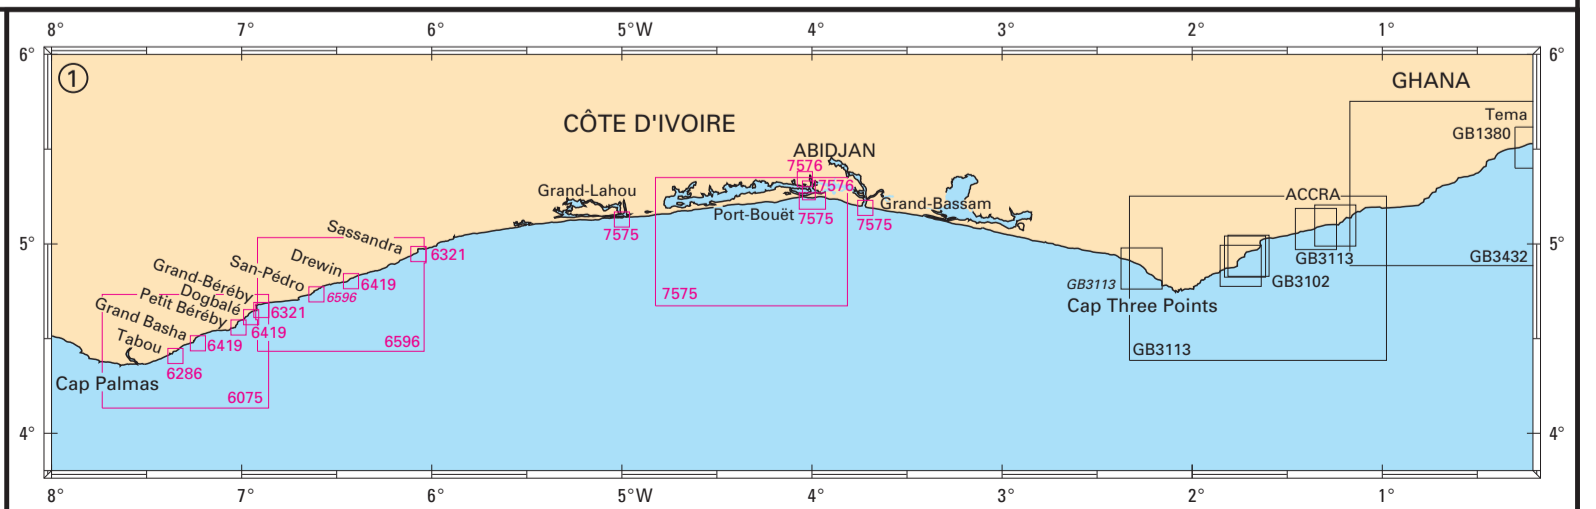 8° 7° 6° 5°W 4° 3° 2° 1°
6° 6°
1
GHANA
Tema
GB1380
CÔTE D'IVOIRE
ABIDJAN
7576
7576
Grand-Lahou
ACCRA
Port-Bouët
Grand-Bassam
7575
7575
7575
Sassandra
5° 5°
6321
GB3113
GB3432
Drewin
San-Pédro
6419
6596
Grand-Béréby
Dogbalé
Petit Béréby
Grand Basha
Tabou
6321
6419
6419
6286
7575
GB3113
GB3102
Cap Three Points
6596
GB3113
Cap Palmas
6075
4° 4°
8° 7° 6° 5°W 4° 3° 2° 1°